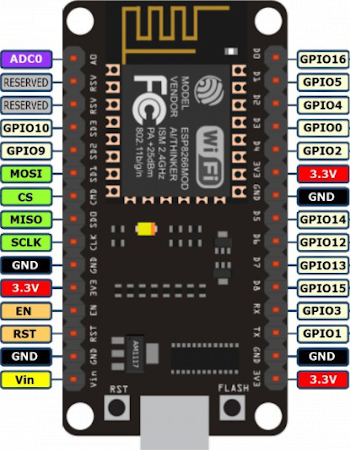 ADC0
RESERVED
RESERVED
GPIO10
GPIO9
MOSI
CS
MISO
SCLK
GND
3.3V
EN
RST
GND
Vin
A0
RSV
RSV
SD3
SD2
SD1
CMD
SD0
CLK
GND
3V3
EN
RST
GND
Vin
MODEL ESP8266MOD
VENDOR AI/THINKER
ISM 2.4GHz
PA +25dBm
802.11b/g/n
FC
Wi Fi
AM1117
RST
FLASH
D0
D1
D2
D3
D4
3V3
GND
D5
D6
D7
D8
RX
TX
GND
3V3
GPIO16
GPIO5
GPIO4
GPIO0
GPIO2
3.3V
GND
GPIO14
GPIO12
GPIO13
GPIO15
GPIO3
GPIO1
GND
3.3V